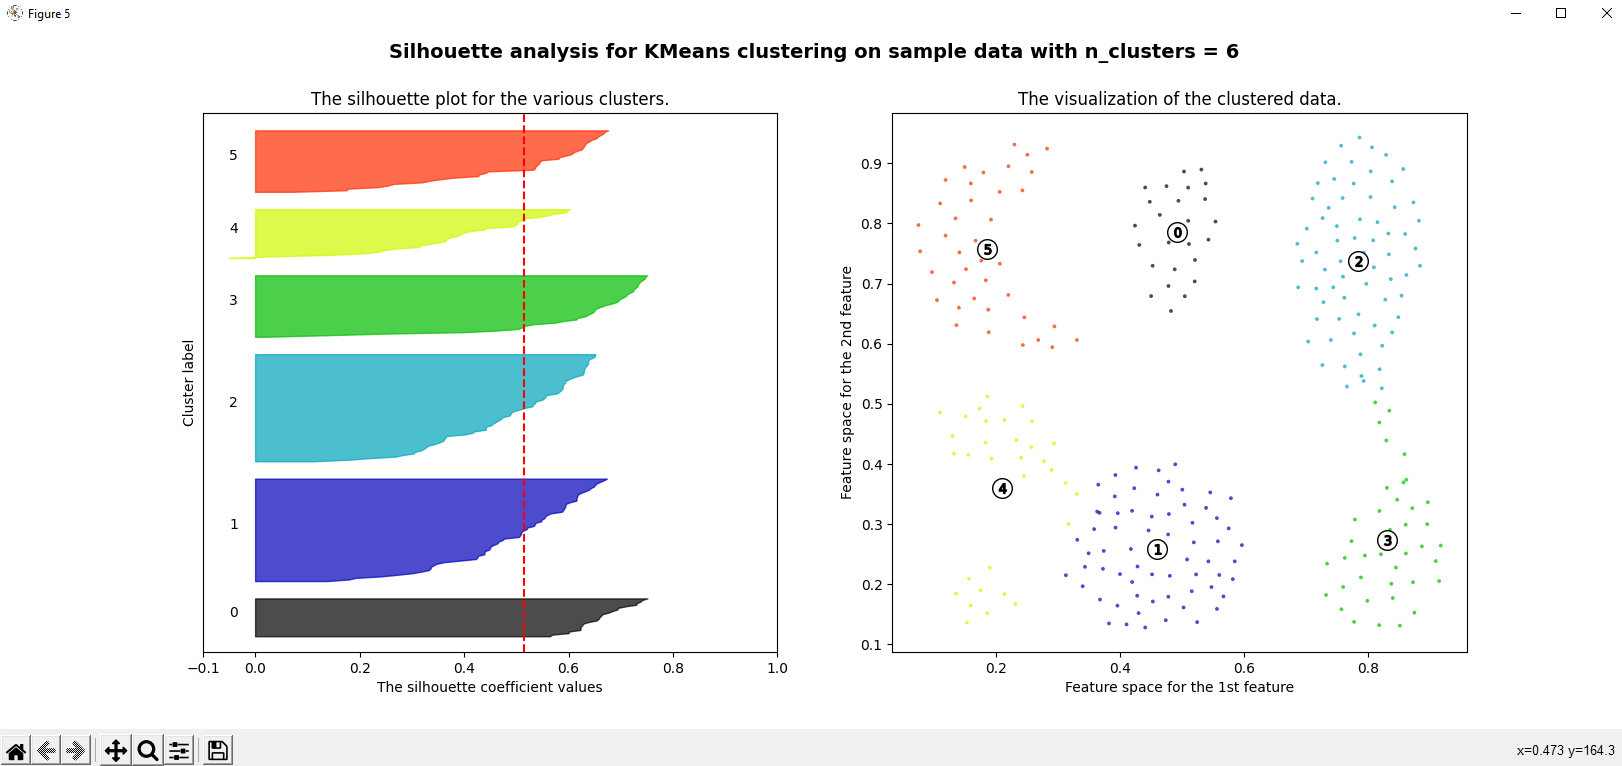 Figure 5
Silhouette analysis for KMeans clustering on sample data with n_clusters = 6
The silhouette plot for the various clusters.
5
4
3
2
1
0
Cluster label
−0.1 0.0 0.2 0.4 0.6 0.8 1.0
The silhouette coefficient values
The visualization of the clustered data.
0.9
0.8
0.7
0.6
0.5
0.4
0.3
0.2
0.1
Feature space for the 2nd feature
0
5
2
4
3
1
0.2 0.4 0.6 0.8
Feature space for the 1st feature
x=0.473 y=164.3